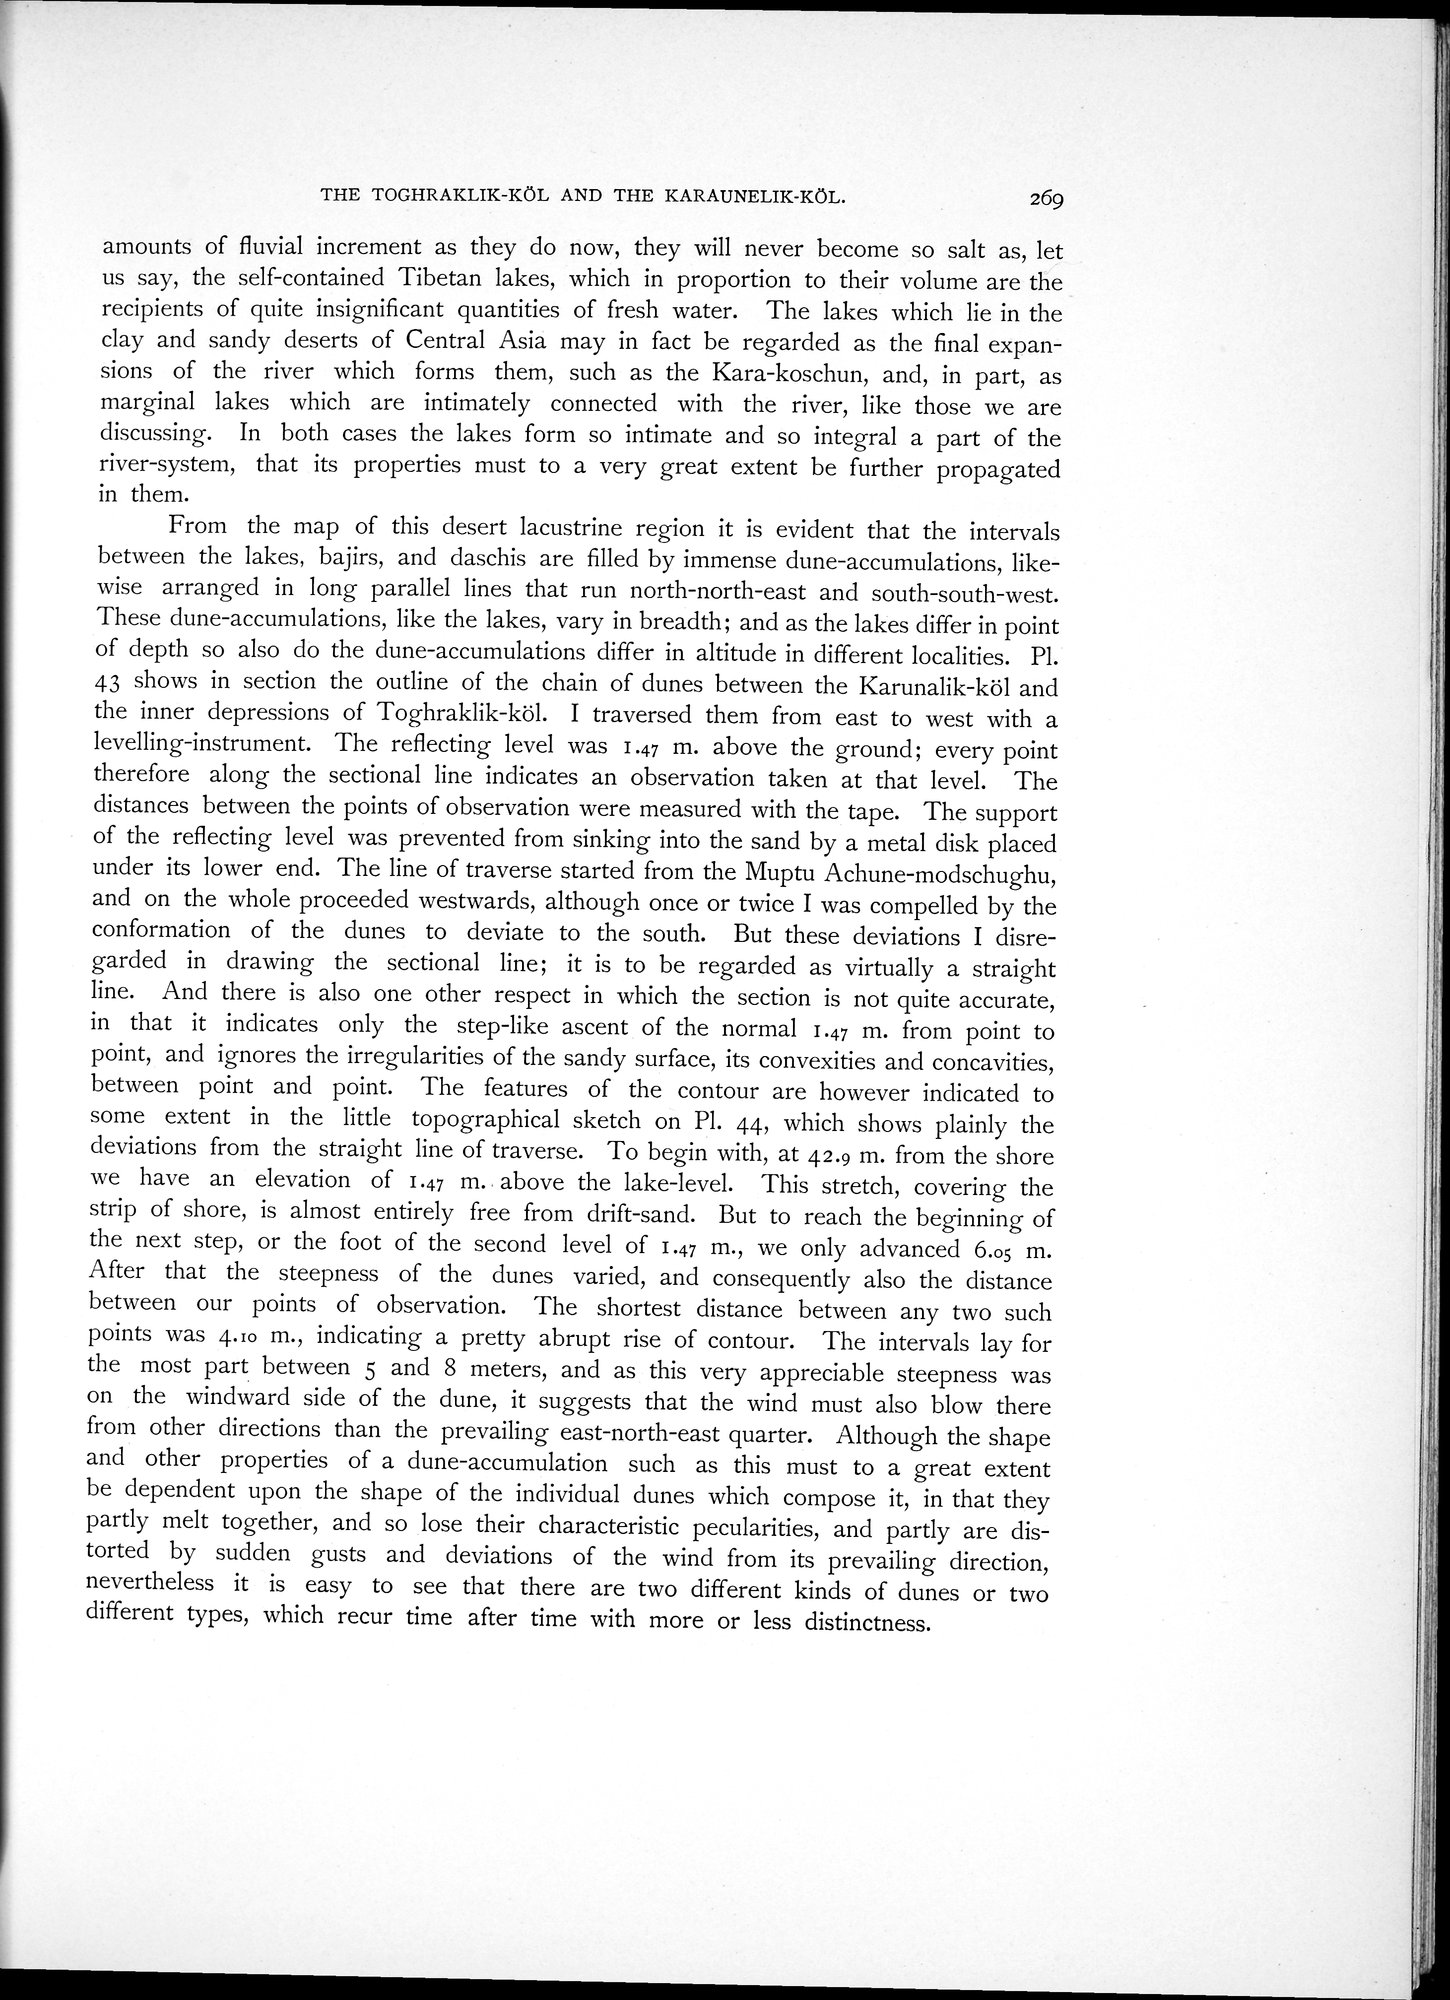 THE TOGHRAKLIK-KÖL AND THE KARAUNELIK-KÖL. 269
amounts of fluvial increment as they do now, they will never become so salt as, let
us say, the self-contained Tibetan lakes, which in proportion to their volume are the
recipients of quite insignificant quantities of fresh water. The lakes which lie in the
clay and sandy deserts of Central Asia may in fact be regarded as the final expan-
sions of the river which forms them, such as the Kara-koschun, and, in part, as
marginal lakes which are intimately connected with the river, like those we are
discussing. In both cases the lakes form so intimate and so integral a part of the
river-system, that its properties must to a very great extent be further propagated
in them.
From the map of this desert lacustrine region it is evident that the intervals
between the lakes, bajirs, and daschis are filled by immense dune-accumulations, like-
wise arranged in long parallel lines that run north-north-east and south-south-west.
These dune-accumulations, like the lakes, vary in breadth; and as the lakes differ in point
of depth so also do the dune-accumulations differ in altitude in different localities. Pl.
43 shows in section the outline of the chain of dunes between the Karunalik-köl and
the inner depressions of Toghraklik-köl. I traversed them from east to west with a
levelling-instrument. The reflecting level was 1.47 m. above the ground; every point
therefore along the sectional line indicates an observation taken at that level. The
distances between the points of observation were measured with the tape. The support
of the reflecting level was prevented from sinking into the sand by a metal disk placed
under its lower end. The line of traverse started from the Muptu Achune-modschughu,
and on the whole proceeded westwards, although once or twice I was compelled by the
conformation of the dunes to deviate to the south. But these deviations I disre-
garded in drawing the sectional line; it is to be regarded as virtually a straight
line. And there is also one other respect in which the section is not quite accurate,
in that it indicates only the step-like ascent of the normal 1.47 m. from point to
point, and ignores the irregularities of the sandy surface, its convexities and concavities,
between point and point. The features of the contour are however indicated to
some extent in the little topographical sketch on Pl. 44, which shows plainly the
deviations from the straight line of traverse. To begin with, at 42.9 m. from the shore
we have an elevation of 1.47 m. above the lake-level. This stretch, covering the
strip of shore, is almost entirely free from drift-sand. But to reach the beginning of
the next step, or the foot of the second level of 1.47 m., we only advanced 6.05 m.
After that the steepness of the dunes varied, and consequently also the distance
between our points of observation. The shortest distance between any two such
points was 4.10 m., indicating a pretty abrupt rise of contour. The intervals lay for
the most part between 5 and 8 meters, and as this very appreciable steepness was
on the windward side of the dune, it suggests that the wind must also blow there
from other directions than the prevailing east-north-east quarter. Although the shape
and other properties of a dune-accumulation such as this must to a great extent
be dependent upon the shape of the individual dunes which compose it, in that they
partly melt together, and so lose their characteristic pecularities, and partly are dis-
torted by sudden gusts and deviations of the wind from its prevailing direction,
nevertheless it is easy to see that there are two different kinds of dunes or two
different types, which recur time after time with more or less distinctness.